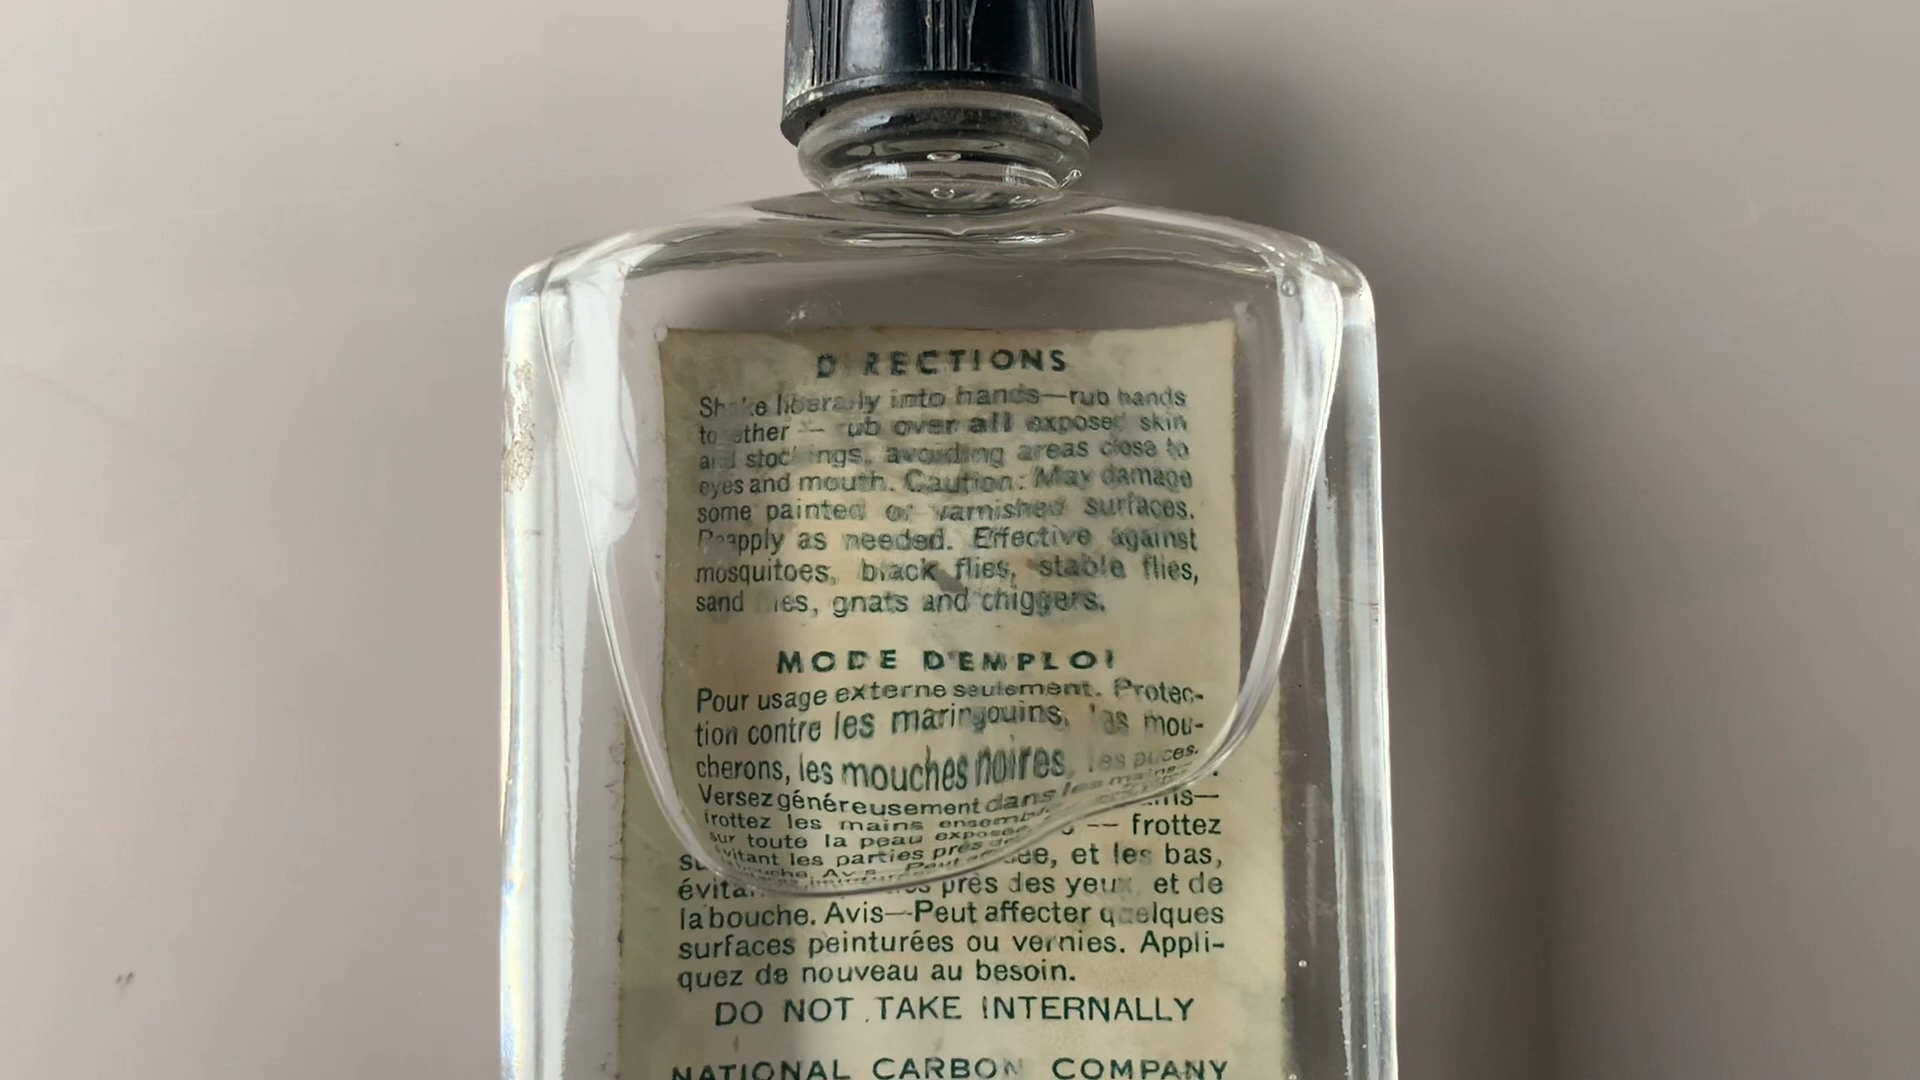 DIRECTIONS
Shake liberally into hands—rub hands
together — rub over all exposed skin
and stockings, avoiding areas close to
eyes and mouth. Caution: May damage
some painted or varnished surfaces.
Reapply as needed. Effective against
mosquitoes, black flies, stable flies,
sand flies, gnats and chiggers.
MODE D'EMPLOI
Pour usage externe seulement. Protec-
tion contre les maringouins, les mou-
cherons, les mouches noires, les puces.
Versez généreusement dans les mains—
frottez les mains ensemble -- frottez
sur toute la peau exposée, et les bas,
évitant les parties près des yeux et de
la bouche. Avis—Peut affecter quelques
surfaces peinturées ou vernies. Appli-
quez de nouveau au besoin.
DO NOT TAKE INTERNALLY
NATIONAL CARBON COMPANY